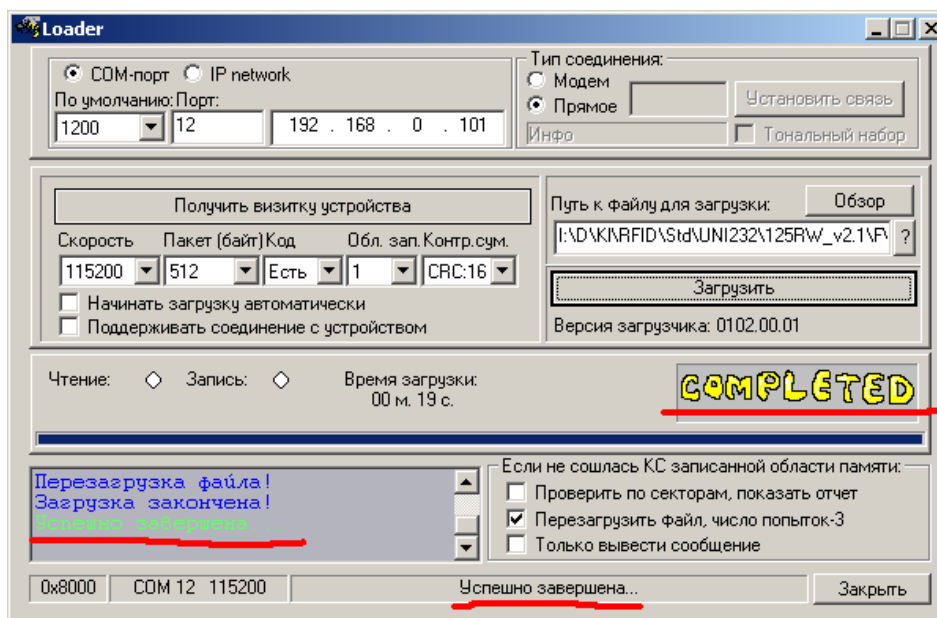 Loader
COM-порт IP network
По умолчанию: Порт:
1200 12 192 . 168 . 0 . 101
Тип соединения:
Модем
Прямое Установить связь
Инфо Тональный набор
Получить визитку устройства
Скорость Пакет (байт) Код Обл. зап. Контр.сум.
115200 512 Есть 1 CRC:16
Начинать загрузку автоматически
Поддерживать соединение с устройством
Путь к файлу для загрузки: Обзор
I:\D\KI\RFID\Std\UNI232\125RW_v2.1\F\ ?
Загрузить
Версия загрузчика: 0102.00.01
Чтение: Запись: Время загрузки:
00 м. 19 с.
COMPLETED
Перезагрузка файла!
Загрузка закончена!
Успешно завершена...
Если не сошлась КС записанной области памяти:
Проверить по секторам, показать отчет
Перезагрузить файл, число попыток-3
Только вывести сообщение
0x8000 COM 12 115200 Успешно завершена... Закрыть